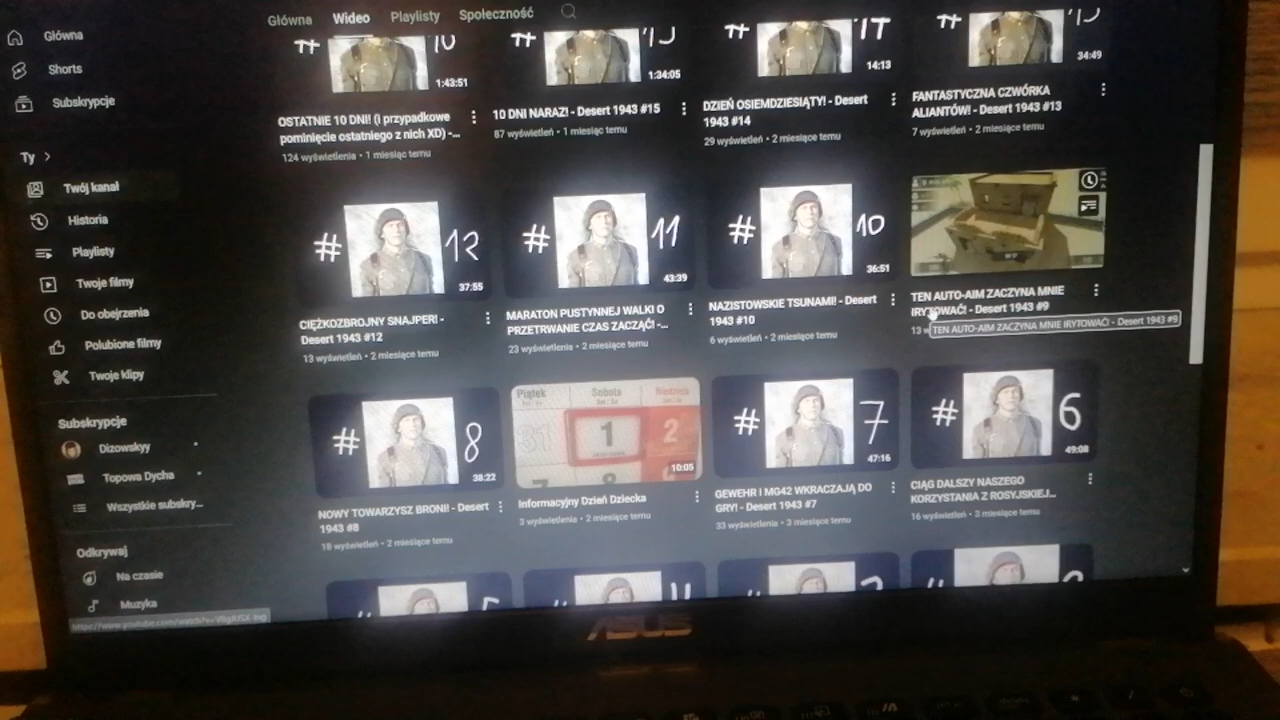 Główna Wideo Playlisty Społeczność
Główna
Shorts
Subskrypcje
Ty
Twój kanał
Historia
Playlisty
Twoje filmy
Do obejrzenia
Polubione filmy
Twoje klipy
Subskrypcje
Dizowskyy
Topowa Dycha
Wszystkie subskry...
Odkrywaj
Na czasie
Muzyka
1:43:51
OSTATNIE 10 DNI! (i przypadkowe
pominięcie ostatniego z nich XD) -...
124 wyświetlenia • 1 miesiąc temu
1:34:05
10 DNI NARAZ! - Desert 1943 #15
87 wyświetleń • 1 miesiąc temu
14:13
DZIEŃ OSIEMDZIESIĄTY! - Desert
1943 #14
29 wyświetleń • 2 miesiące temu
34:49
FANTASTYCZNA CZWÓRKA
ALIANTÓW! - Desert 1943 #13
7 wyświetleń • 2 miesiące temu
# 12
37:55
CIĘŻKOZBROJNY SNAJPER! -
Desert 1943 #12
13 wyświetleń • 2 miesiące temu
# 11
43:39
MARATON PUSTYNNEJ WALKI O
PRZETRWANIE CZAS ZACZĄĆ! -...
23 wyświetlenia • 2 miesiące temu
# 10
36:51
NAZISTOWSKIE TSUNAMI! - Desert
1943 #10
6 wyświetleń • 2 miesiące temu
TEN AUTO-AIM ZACZYNA MNIE
IRYTOWAĆ! - Desert 1943 #9
13 w
TEN AUTO-AIM ZACZYNA MNIE IRYTOWAĆ! - Desert 1943 #9
# 8
38:22
NOWY TOWARZYSZ BRONI! - Desert
1943 #8
18 wyświetleń • 2 miesiące temu
Piątek Sobota Niedziela
31 1 2
8
10:05
Informacyjny Dzień Dziecka
3 wyświetlenia • 2 miesiące temu
# 7
47:16
GEWEHR I MG42 WKRACZAJĄ DO
GRY! - Desert 1943 #7
33 wyświetlenia • 3 miesiące temu
# 6
49:08
CIĄG DALSZY NASZEGO
KORZYSTANIA Z ROSYJSKIEJ...
16 wyświetleń • 3 miesiące temu
ASUS